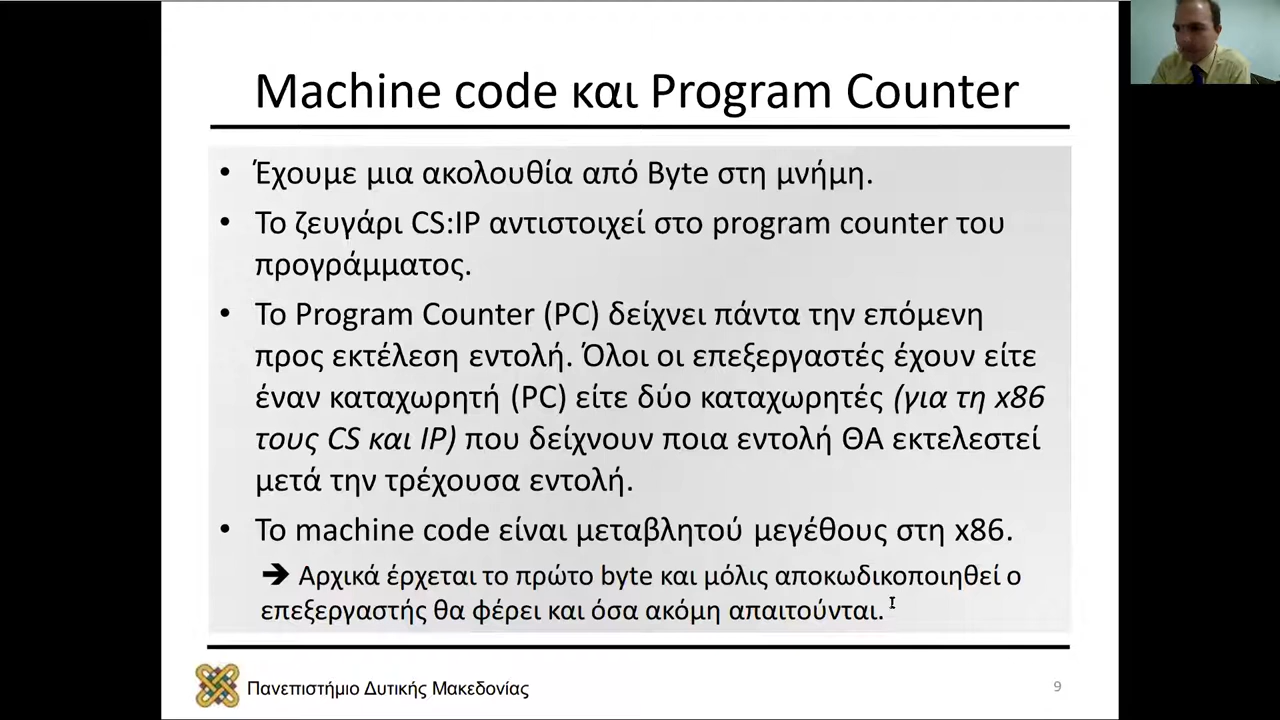 Machine code και Program Counter
• Έχουμε μια ακολουθία από Byte στη μνήμη.
• Το ζευγάρι CS:IP αντιστοιχεί στο program counter του
προγράμματος.
• Το Program Counter (PC) δείχνει πάντα την επόμενη
προς εκτέλεση εντολή. Όλοι οι επεξεργαστές έχουν είτε
έναν καταχωρητή (PC) είτε δύο καταχωρητές (για τη x86
τους CS και IP) που δείχνουν ποια εντολή ΘΑ εκτελεστεί
μετά την τρέχουσα εντολή.
• Το machine code είναι μεταβλητού μεγέθους στη x86.
➔ Αρχικά έρχεται το πρώτο byte και μόλις αποκωδικοποιηθεί ο
επεξεργαστής θα φέρει και όσα ακόμη απαιτούνται.
Πανεπιστήμιο Δυτικής Μακεδονίας
9